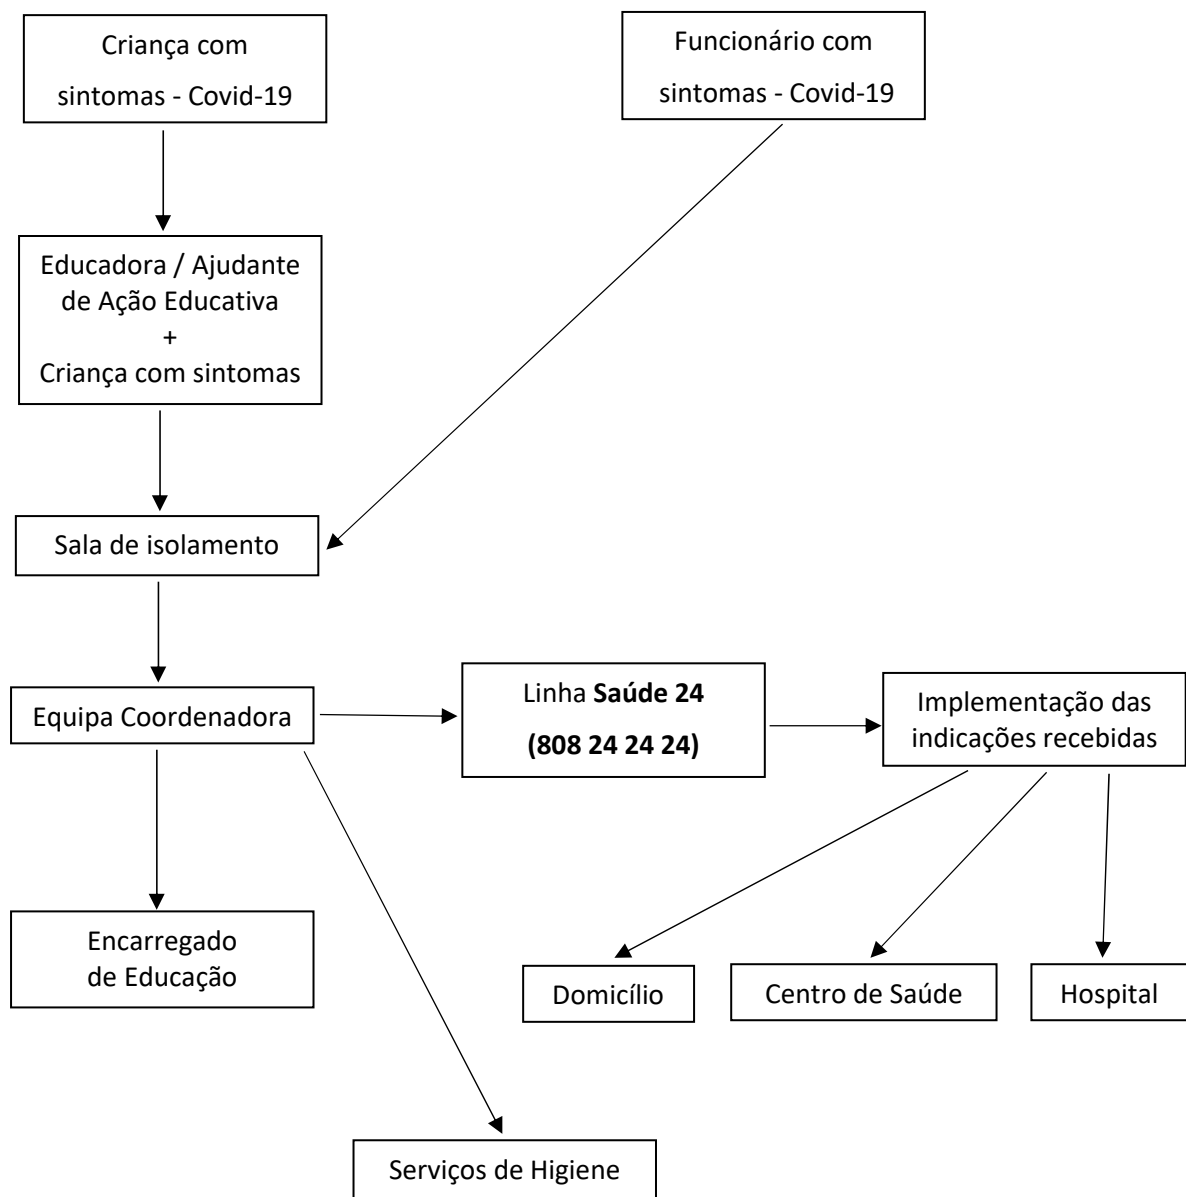 Criança com
sintomas - Covid-19
Funcionário com
sintomas - Covid-19
Educadora / Ajudante
de Ação Educativa
+
Criança com sintomas
Sala de isolamento
Equipa Coordenadora
Linha Saúde 24
(808 24 24 24)
Implementação das
indicações recebidas
Encarregado
de Educação
Domicílio
Centro de Saúde
Hospital
Serviços de Higiene